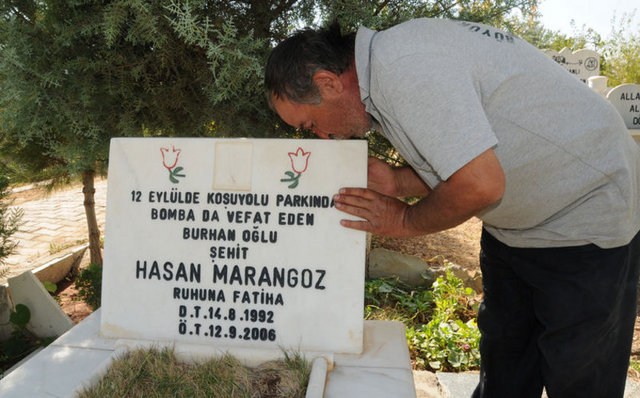 12 EYLÜLDE KOŞUYOLU PARKINDA
BOMBA DA VEFAT EDEN
BURHAN OĞLU
ŞEHİT
HASAN MARANGOZ
RUHUNA FATİHA
D.T.14.8.1992
Ö.T.12.9.2006